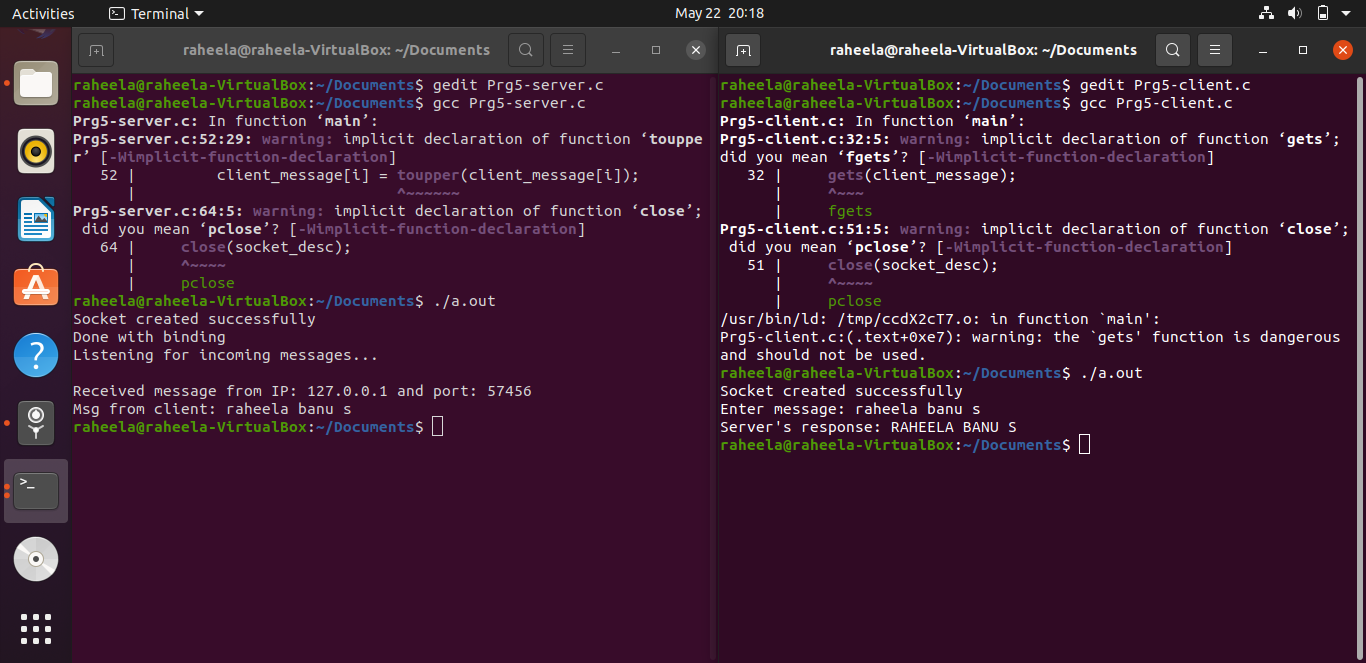 Activities
Terminal
May 22 20:18
raheela@raheela-VirtualBox: ~/Documents
raheela@raheela-VirtualBox:~/Documents$ gedit Prg5-server.c
raheela@raheela-VirtualBox:~/Documents$ gcc Prg5-server.c
Prg5-server.c: In function ‘main’:
Prg5-server.c:52:29: warning: implicit declaration of function ‘touppe
r’ [-Wimplicit-function-declaration]
   52 |         client_message[i] = toupper(client_message[i]);
      |                             ^~~~~~~
Prg5-server.c:64:5: warning: implicit declaration of function ‘close’;
 did you mean ‘pclose’? [-Wimplicit-function-declaration]
   64 |     close(socket_desc);
      |     ^~~~~
      |     pclose
raheela@raheela-VirtualBox:~/Documents$ ./a.out
Socket created successfully
Done with binding
Listening for incoming messages...
Received message from IP: 127.0.0.1 and port: 57456
Msg from client: raheela banu s
raheela@raheela-VirtualBox:~/Documents$
raheela@raheela-VirtualBox: ~/Documents
raheela@raheela-VirtualBox:~/Documents$ gedit Prg5-client.c
raheela@raheela-VirtualBox:~/Documents$ gcc Prg5-client.c
Prg5-client.c: In function ‘main’:
Prg5-client.c:32:5: warning: implicit declaration of function ‘gets’;
did you mean ‘fgets’? [-Wimplicit-function-declaration]
   32 |     gets(client_message);
      |     ^~~~
      |     fgets
Prg5-client.c:51:5: warning: implicit declaration of function ‘close’;
 did you mean ‘pclose’? [-Wimplicit-function-declaration]
   51 |     close(socket_desc);
      |     ^~~~~
      |     pclose
/usr/bin/ld: /tmp/ccdX2cT7.o: in function `main':
Prg5-client.c:(.text+0xe7): warning: the `gets' function is dangerous
and should not be used.
raheela@raheela-VirtualBox:~/Documents$ ./a.out
Socket created successfully
Enter message: raheela banu s
Server's response: RAHEELA BANU S
raheela@raheela-VirtualBox:~/Documents$